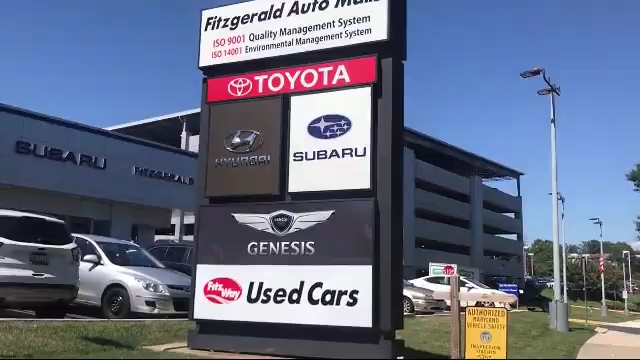 Fitzgerald Auto Mall
ISO 9001 Quality Management System
ISO 14001 Environmental Management System
TOYOTA
HYUNDAI
SUBARU
GENESIS
FitzWay Used Cars
SUBARU
FITZGERALD
AUTHORIZED
MARYLAND
VEHICLE SAFETY
INSPECTION
STATION